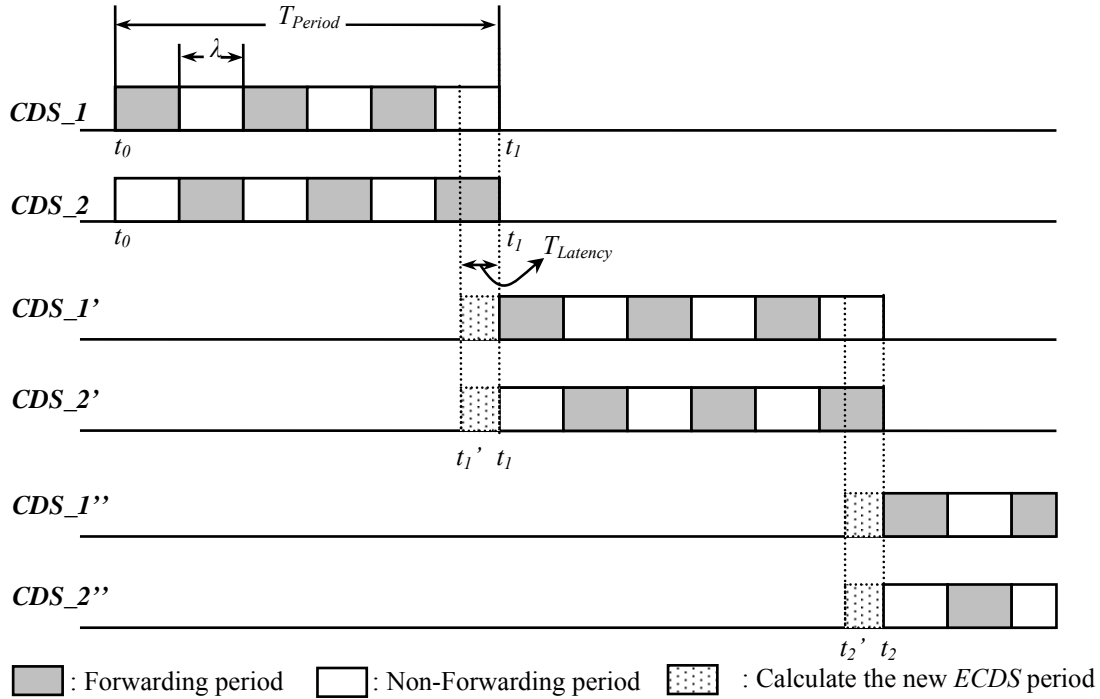 T_Period
λ
CDS_1
t_0 t_1
CDS_2
t_0 t_1
T_Latency
CDS_1'
CDS_2'
t_1' t_1
CDS_1''
CDS_2''
t_2' t_2
: Forwarding period : Non-Forwarding period : Calculate the new ECDS period